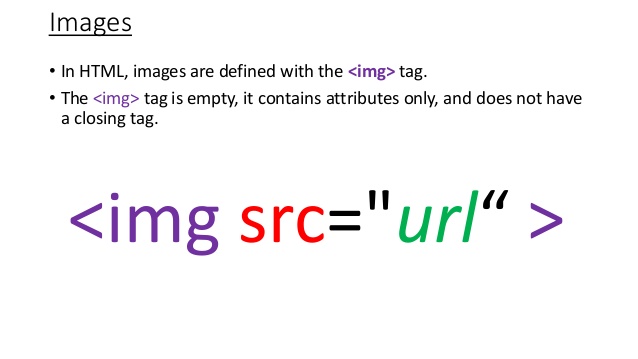 Images
• In HTML, images are defined with the <img> tag.
• The <img> tag is empty, it contains attributes only, and does not have
a closing tag.
<img src="url“ >